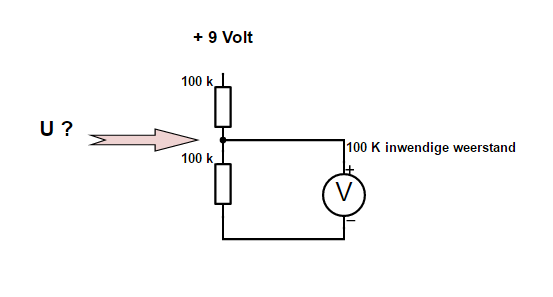 + 9 Volt
100 k
U ?
100 k
100 K inwendige weerstand
+
V
−